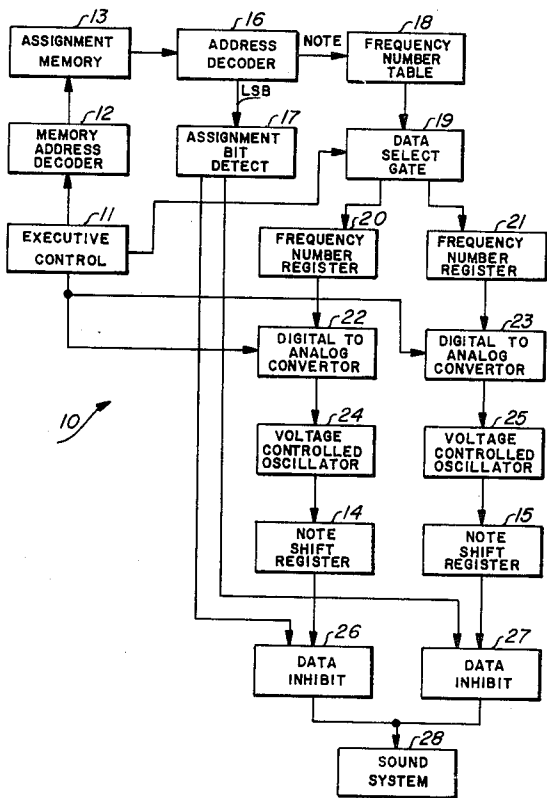 13
ASSIGNMENT
MEMORY
16
ADDRESS
DECODER
NOTE
18
FREQUENCY
NUMBER
TABLE
LSB
12
MEMORY
ADDRESS
DECODER
17
ASSIGNMENT
BIT
DETECT
19
DATA
SELECT
GATE
11
EXECUTIVE
CONTROL
20
FREQUENCY
NUMBER
REGISTER
21
FREQUENCY
NUMBER
REGISTER
22
DIGITAL TO
ANALOG
CONVERTOR
23
DIGITAL TO
ANALOG
CONVERTOR
10
24
VOLTAGE
CONTROLLED
OSCILLATOR
25
VOLTAGE
CONTROLLED
OSCILLATOR
14
NOTE
SHIFT
REGISTER
15
NOTE
SHIFT
REGISTER
26
DATA
INHIBIT
27
DATA
INHIBIT
28
SOUND
SYSTEM